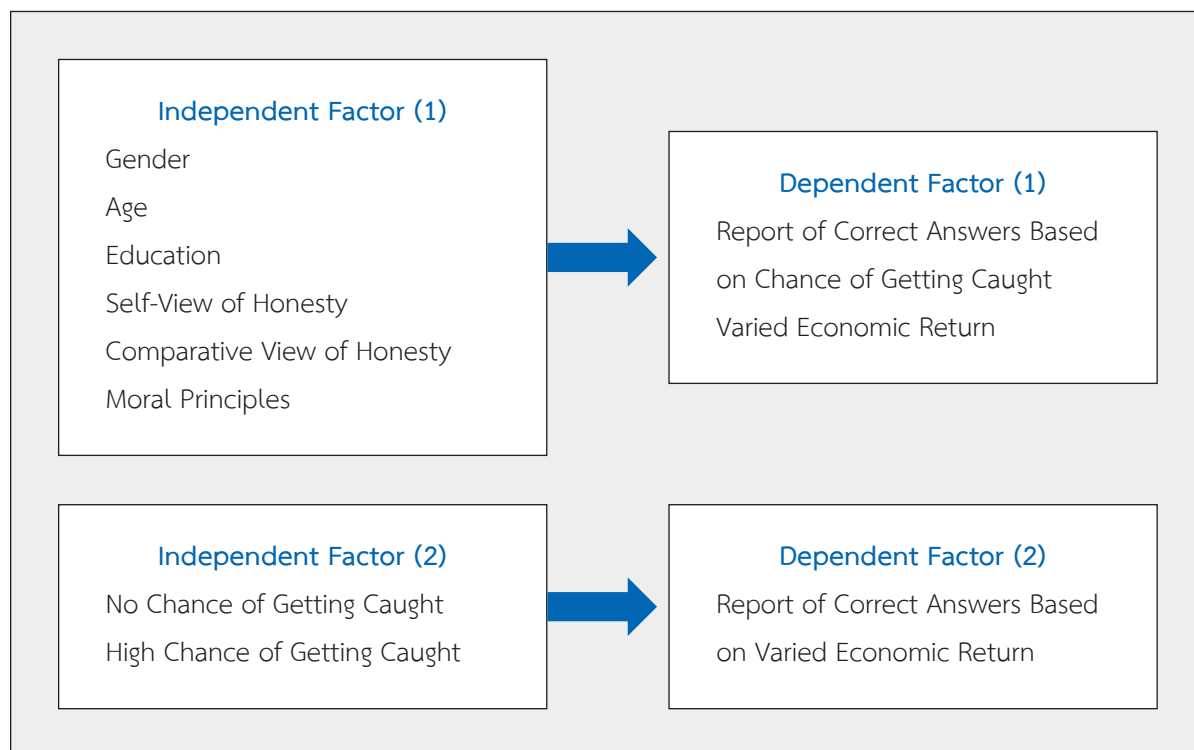 Independent Factor (1)
Gender
Age
Education
Self-View of Honesty
Comparative View of Honesty
Moral Principles
Dependent Factor (1)
Report of Correct Answers Based
on Chance of Getting Caught
Varied Economic Return
Independent Factor (2)
No Chance of Getting Caught
High Chance of Getting Caught
Dependent Factor (2)
Report of Correct Answers Based
on Varied Economic Return